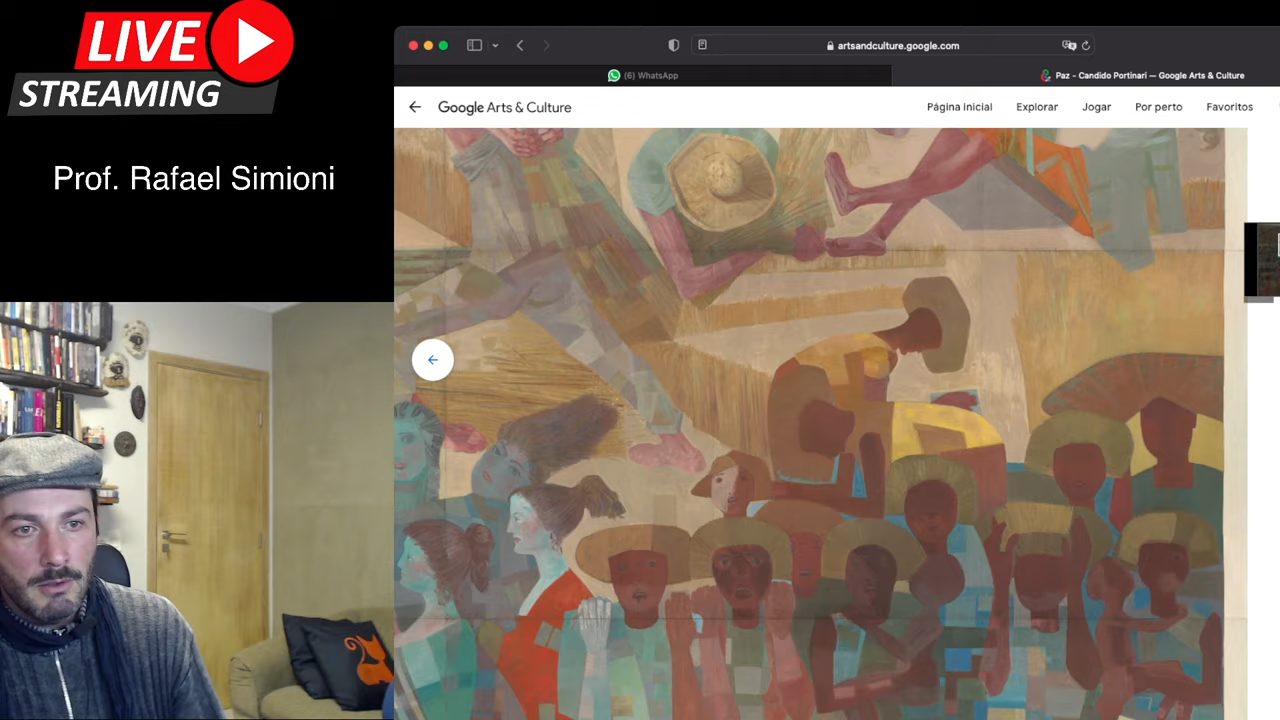 LIVE
STREAMING
Prof. Rafael Simioni
artsandculture.google.com
(6) WhatsApp
Paz - Candido Portinari — Google Arts & Culture
Google Arts & Culture
Página inicial
Explorar
Jogar
Por perto
Favoritos